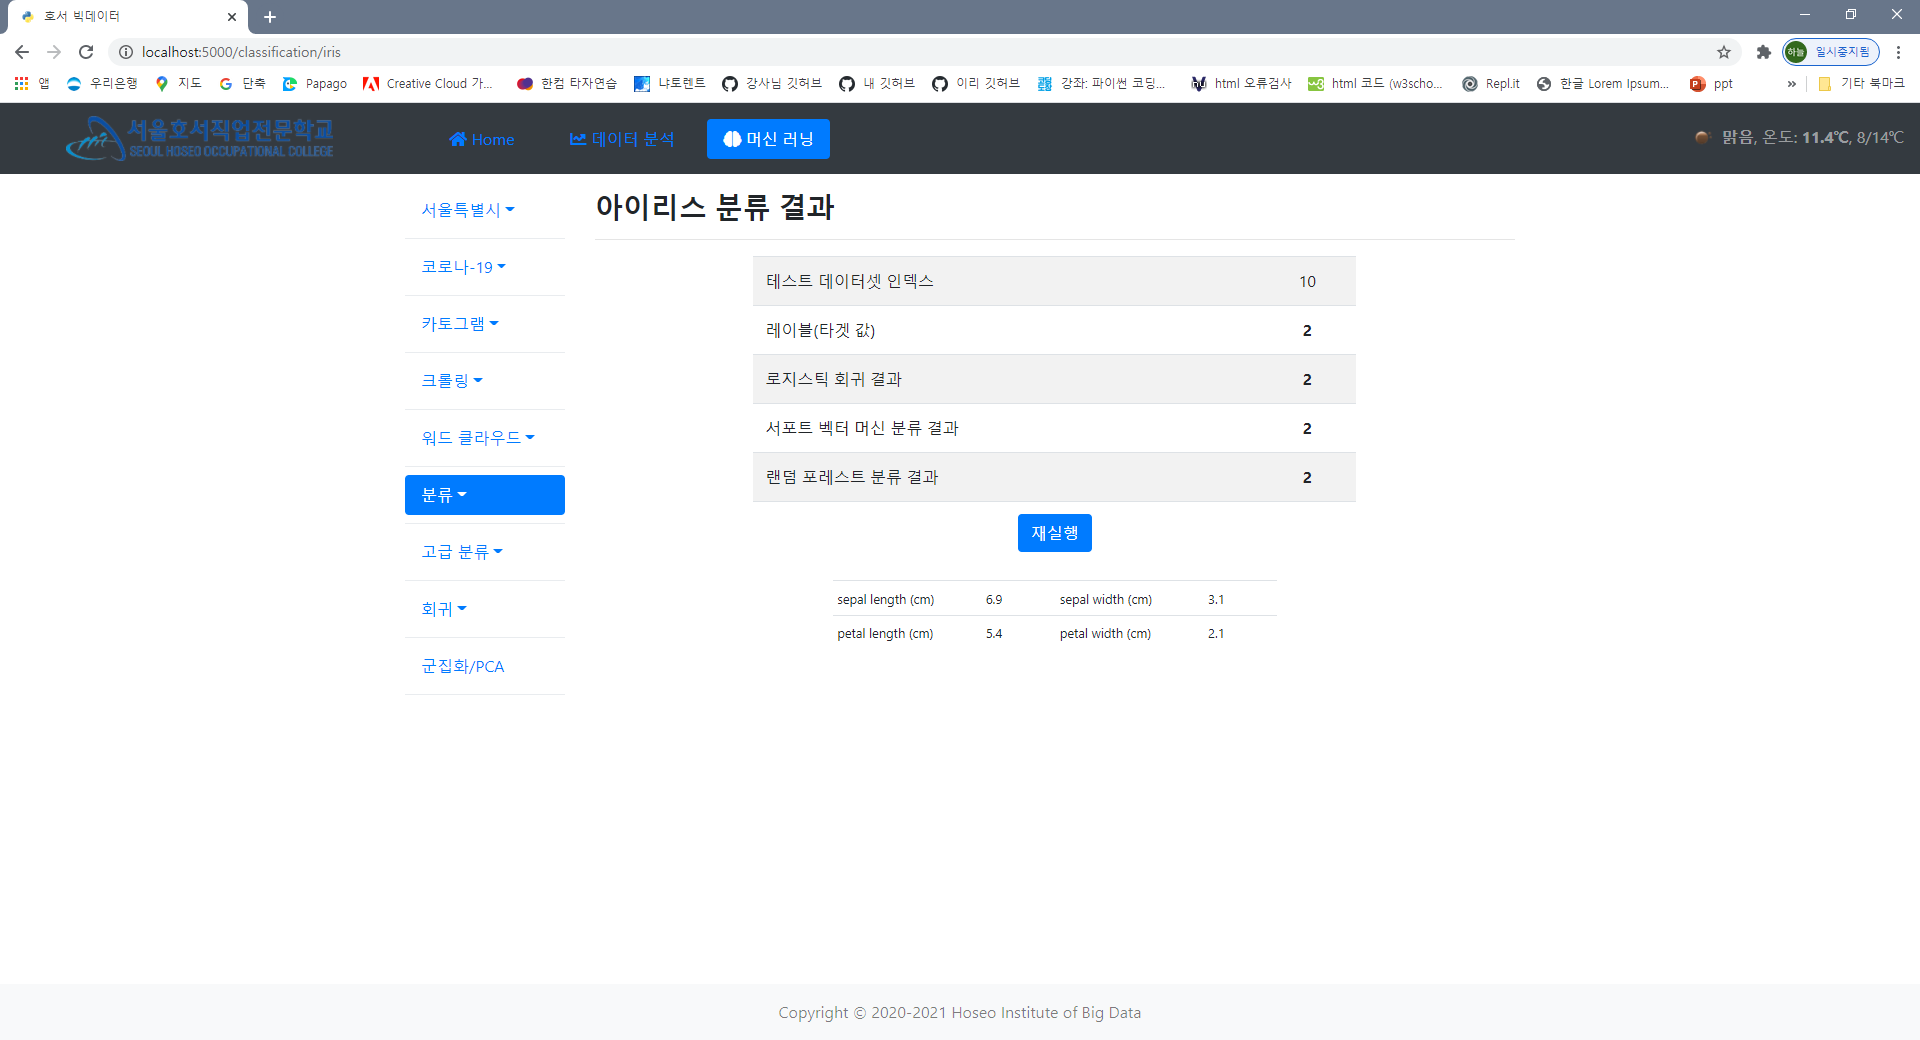 호서 빅데이터
localhost:5000/classification/iris
하늘 일시중지됨
앱 우리은행 지도 단축 Papago Creative Cloud 가... 한컴 타자연습 냐토렌트 강사님 깃허브 내 깃허브 이리 깃허브 강좌: 파이썬 코딩... html 오류검사 html 코드 (w3scho... Repl.it 한글 Lorem Ipsum... ppt » 기타 북마크
서울호서직업전문학교
SEOUL HOSEO OCCUPATIONAL COLLEGE
Home 데이터 분석 머신 러닝 맑음, 온도: 11.4℃, 8/14℃
서울특별시
코로나-19
카토그램
크롤링
워드 클라우드
분류
고급 분류
회귀
군집화/PCA
아이리스 분류 결과
테스트 데이터셋 인덱스 10
레이블(타겟 값) 2
로지스틱 회귀 결과 2
서포트 벡터 머신 분류 결과 2
랜덤 포레스트 분류 결과 2
재실행
sepal length (cm) 6.9 sepal width (cm) 3.1
petal length (cm) 5.4 petal width (cm) 2.1
Copyright © 2020-2021 Hoseo Institute of Big Data